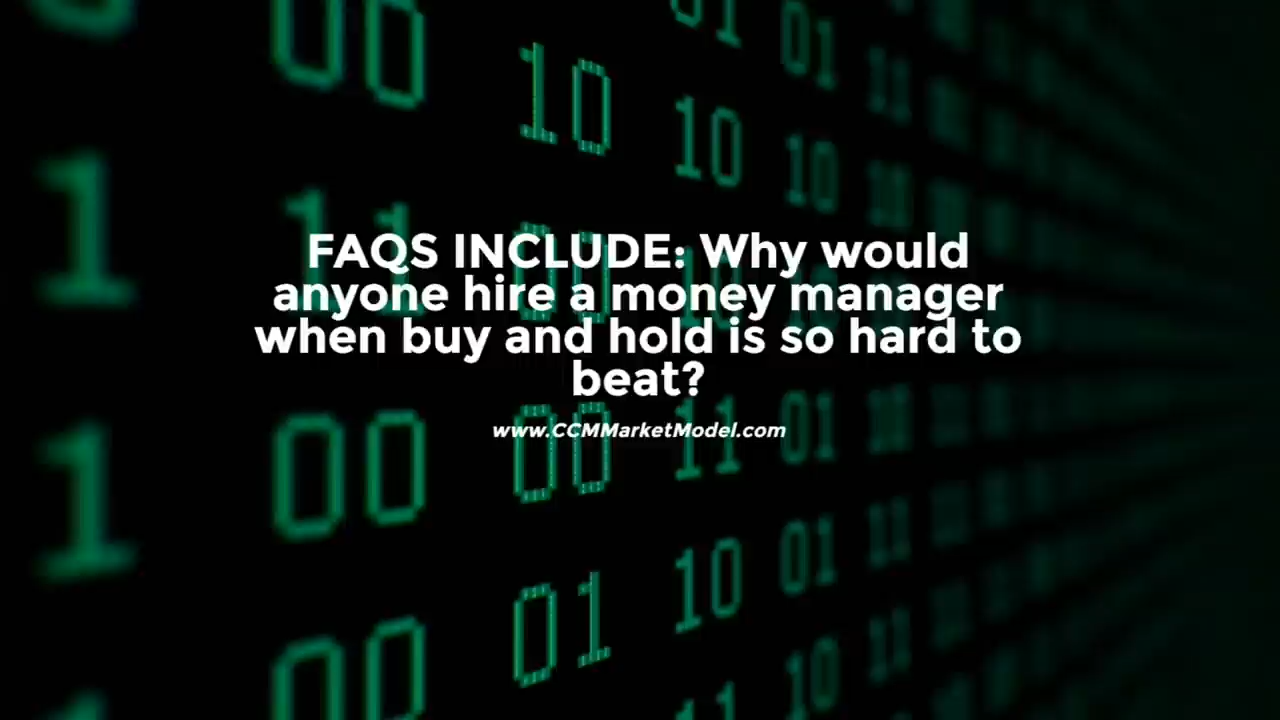 FAQS INCLUDE: Why would
anyone hire a money manager
when buy and hold is so hard to
beat?
www.CCMMarketModel.com